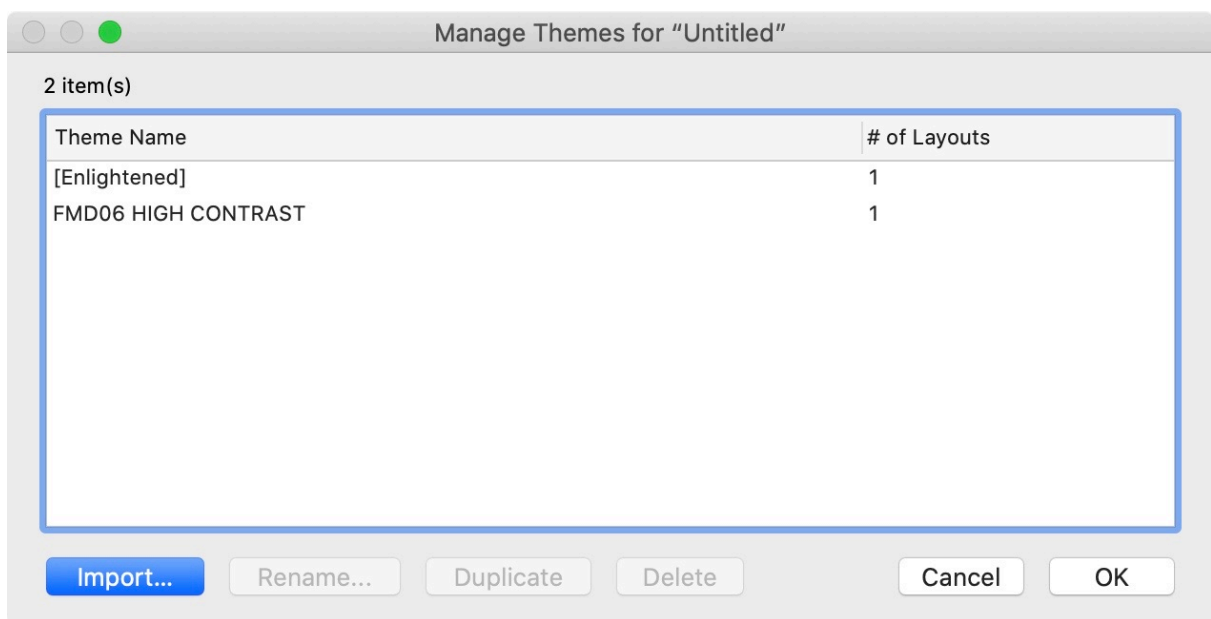 Manage Themes for “Untitled”
2 item(s)
Theme Name # of Layouts
[Enlightened] 1
FMD06 HIGH CONTRAST 1
Import... Rename... Duplicate Delete Cancel OK